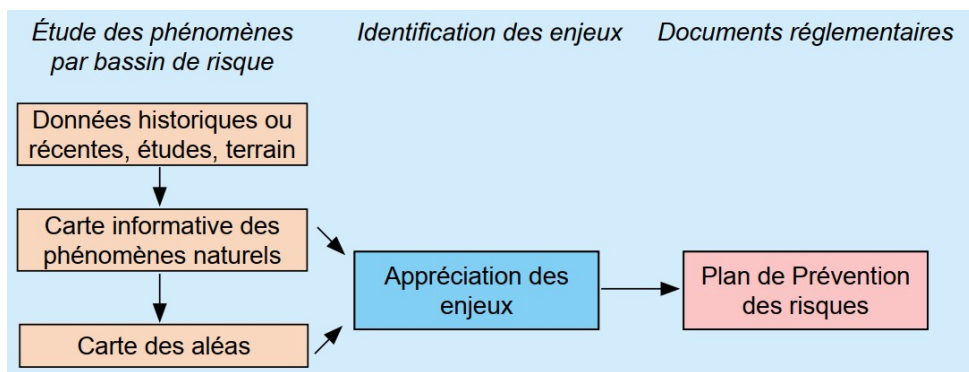 Étude des phénomènes
par bassin de risque
Identification des enjeux
Documents réglementaires
Données historiques ou
récentes, études, terrain
Carte informative des
phénomènes naturels
Carte des aléas
Appréciation des
enjeux
Plan de Prévention
des risques